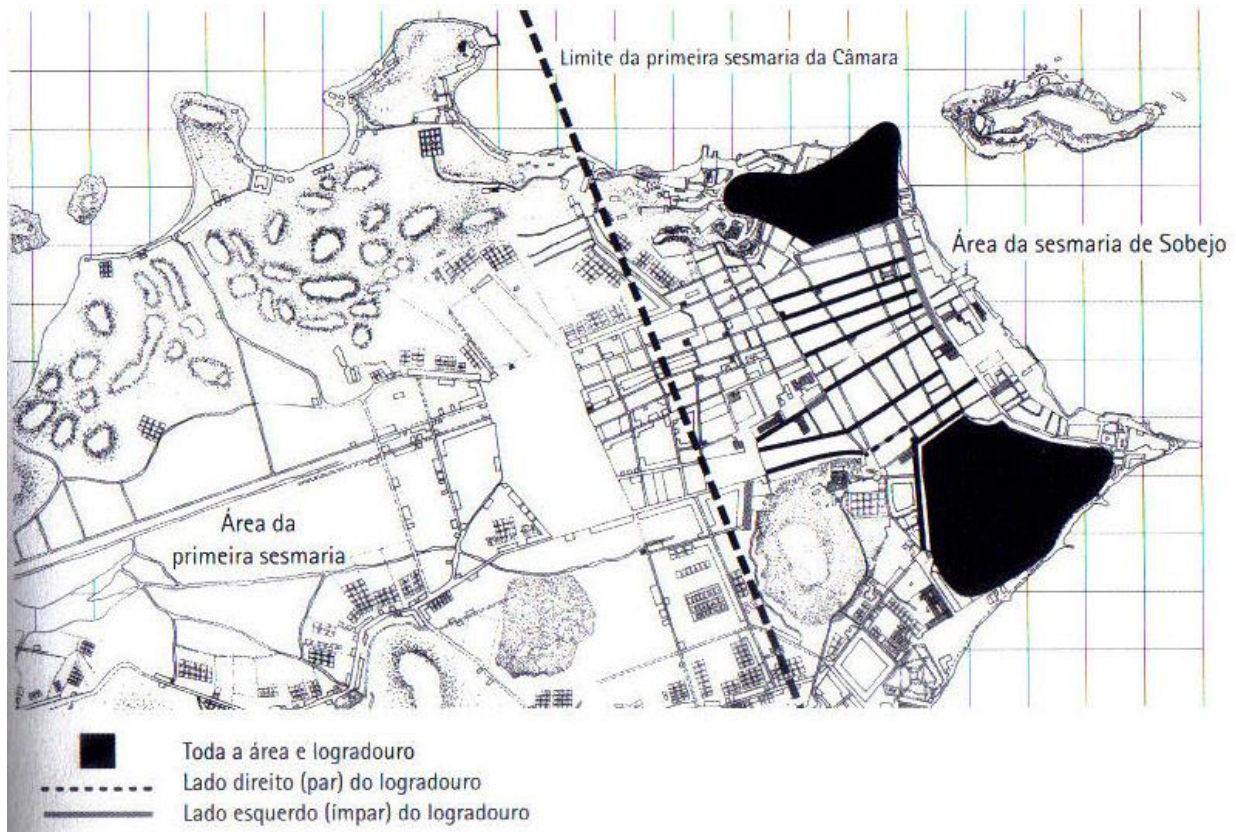 Limite da primeira sesmaria da Câmara
Área da sesmaria de Sobejo
Área da
primeira sesmaria
Toda a área e logradouro
Lado direito (par) do logradouro
Lado esquerdo (ímpar) do logradouro